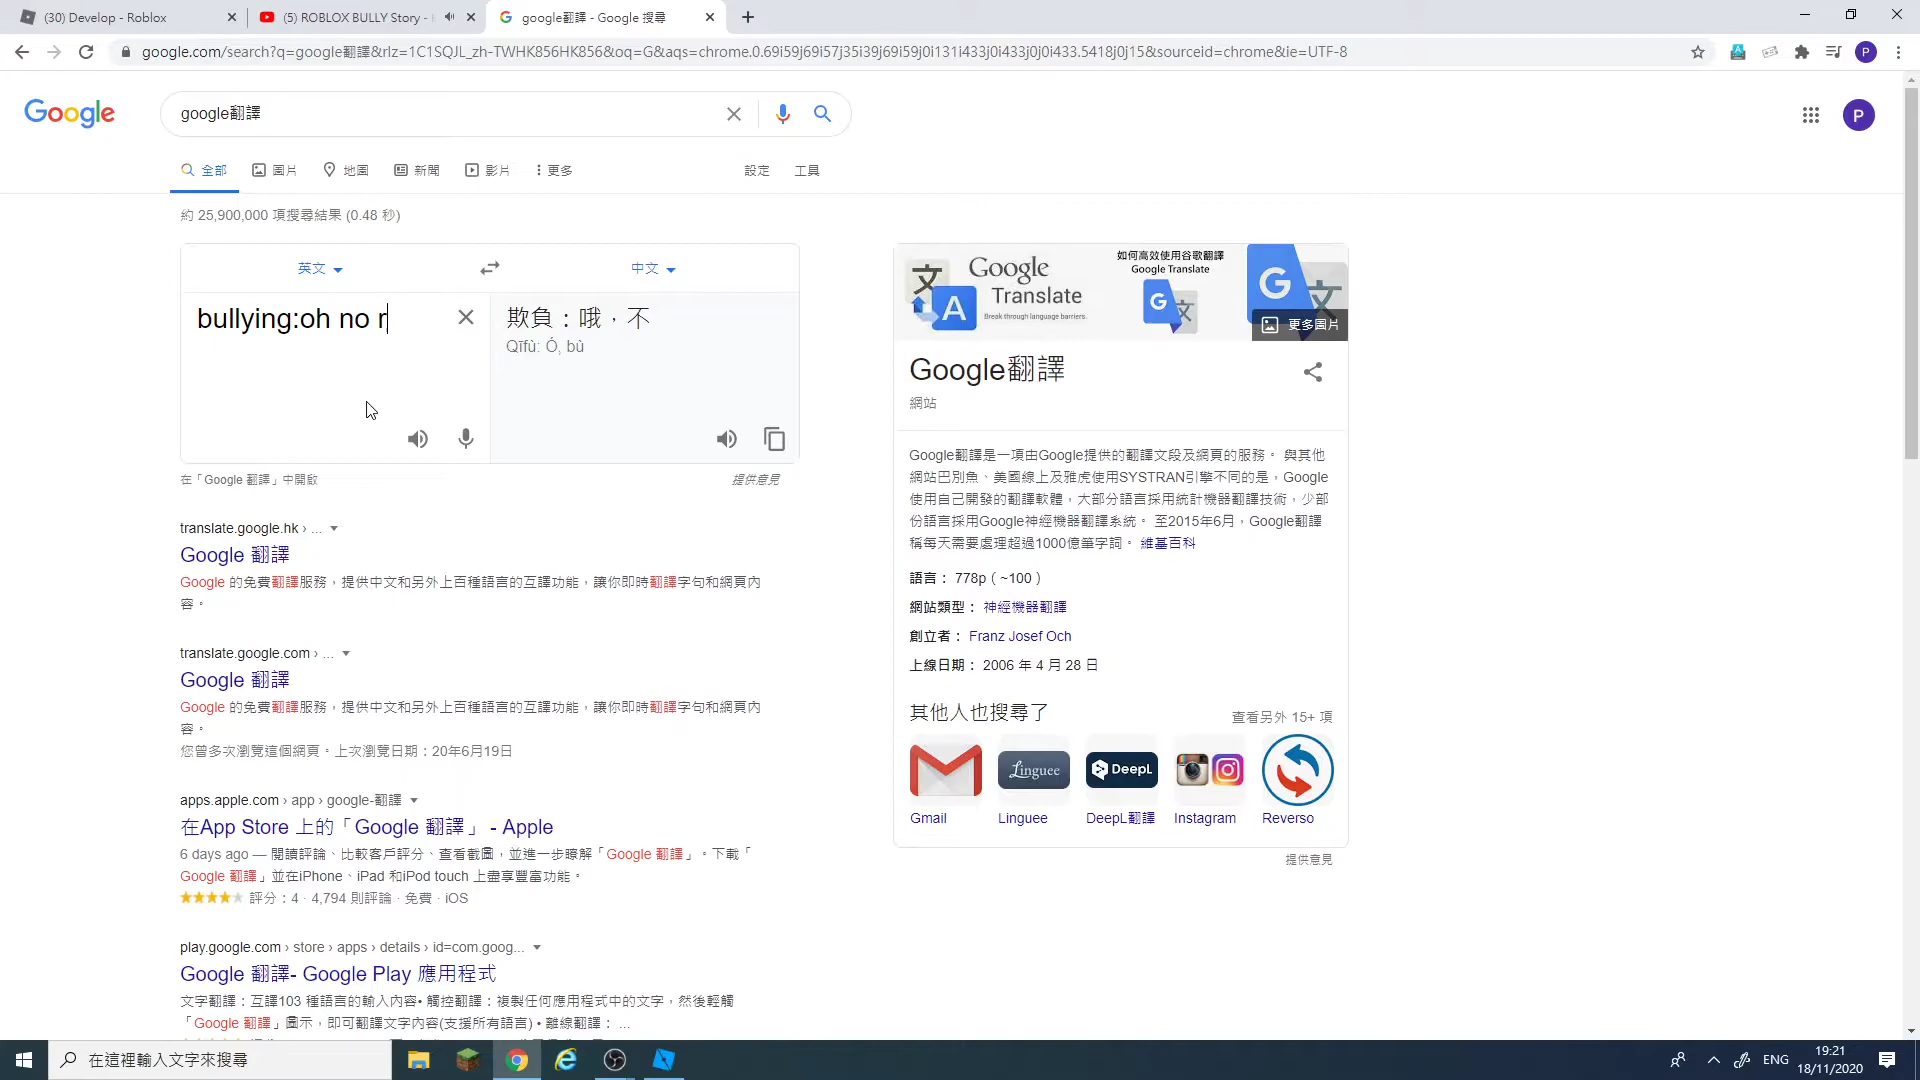 (30) Develop - Roblox
(5) ROBLOX BULLY Story -
google翻譯 - Google 搜尋
google.com/search?q=google翻譯&rlz=1C1SQJL_zh-TWHK856HK856&oq=G&aqs=chrome.0.69i59j69i57j35i39j69i59j0i131i433j0i433j0j0i433.5418j0j15&sourceid=chrome&ie=UTF-8
P
Google
google翻譯
P
全部
圖片
地圖
新聞
影片
更多
設定
工具
約 25,900,000 項搜尋結果 (0.48 秒)
英文
中文
bullying:oh no r
欺負：哦，不
Qīfù: Ó, bù
在「Google 翻譯」中開啟
提供意見
translate.google.hk › ...
Google 翻譯
Google 的免費翻譯服務，提供中文和另外上百種語言的互譯功能，讓你即時翻譯字句和網頁內
容。
translate.google.com › ...
Google 翻譯
Google 的免費翻譯服務，提供中文和另外上百種語言的互譯功能，讓你即時翻譯字句和網頁內
容。
您曾多次瀏覽這個網頁。上次瀏覽日期：20年6月19日
apps.apple.com › app › google-翻譯
在App Store 上的「Google 翻譯」 - Apple
6 days ago — 閱讀評論、比較客戶評分、查看截圖，並進一步瞭解「Google 翻譯」。下載「
Google 翻譯」並在iPhone、iPad 和iPod touch 上盡享豐富功能。
評分：4 · 4,794 則評論 · 免費 · iOS
play.google.com › store › apps › details › id=com.goog...
Google 翻譯- Google Play 應用程式
文字翻譯：互譯103 種語言的輸入內容• 觸控翻譯：複製任何應用程式中的文字，然後輕觸
「Google 翻譯」圖示，即可翻譯文字內容(支援所有語言) • 離線翻譯： ...
文
A
Google
Translate
Break through language barriers.
如何高效使用谷歌翻譯
Google Translate
G
文
G
文
更多圖片
Google翻譯
網站
Google翻譯是一項由Google提供的翻譯文段及網頁的服務。 與其他
網站巴別魚、美國線上及雅虎使用SYSTRAN引擎不同的是，Google
使用自己開發的翻譯軟體，大部分語言採用統計機器翻譯技術，少部
份語言採用Google神經機器翻譯系統。 至2015年6月，Google翻譯
稱每天需要處理超過1000億筆字詞。 維基百科
語言： 778p ( ~100 )
網站類型： 神經機器翻譯
創立者： Franz Josef Och
上線日期： 2006 年 4 月 28 日
其他人也搜尋了
查看另外 15+ 項
Linguee
DeepL
Gmail
Linguee
DeepL翻譯
Instagram
Reverso
提供意見
在這裡輸入文字來搜尋
ENG
19:21
18/11/2020